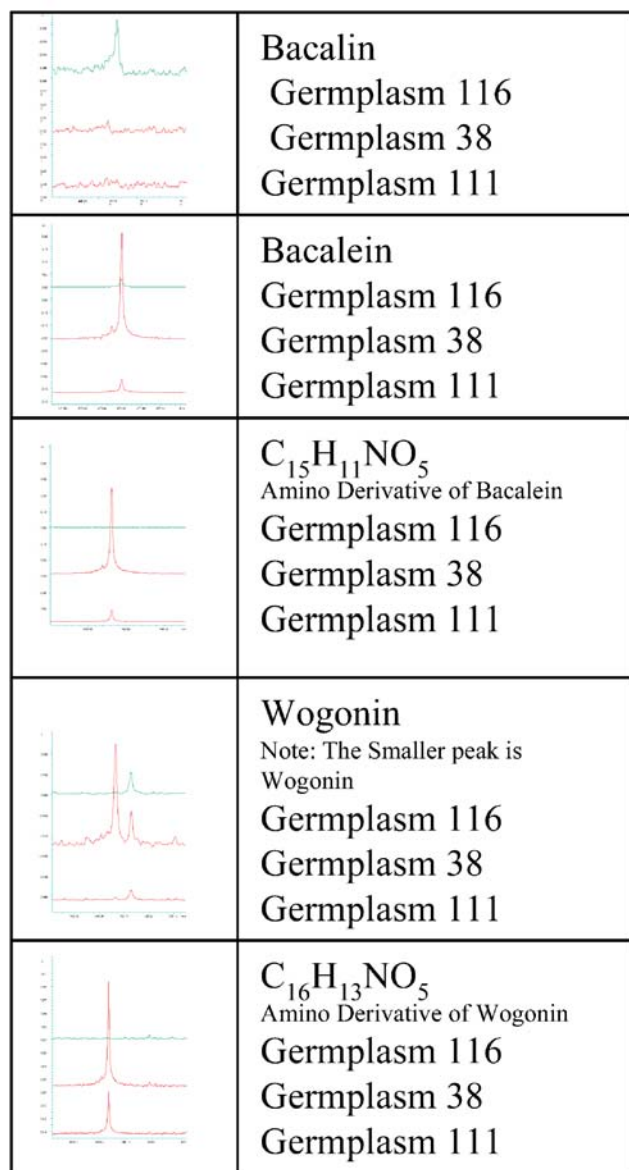 Bacalin
Germplasm 116
Germplasm 38
Germplasm 111
Bacalein
Germplasm 116
Germplasm 38
Germplasm 111
C₁₅H₁₁NO₅
Amino Derivative of Bacalein
Germplasm 116
Germplasm 38
Germplasm 111
Wogonin
Note: The Smaller peak is
Wogonin
Germplasm 116
Germplasm 38
Germplasm 111
C₁₆H₁₃NO₅
Amino Derivative of Wogonin
Germplasm 116
Germplasm 38
Germplasm 111